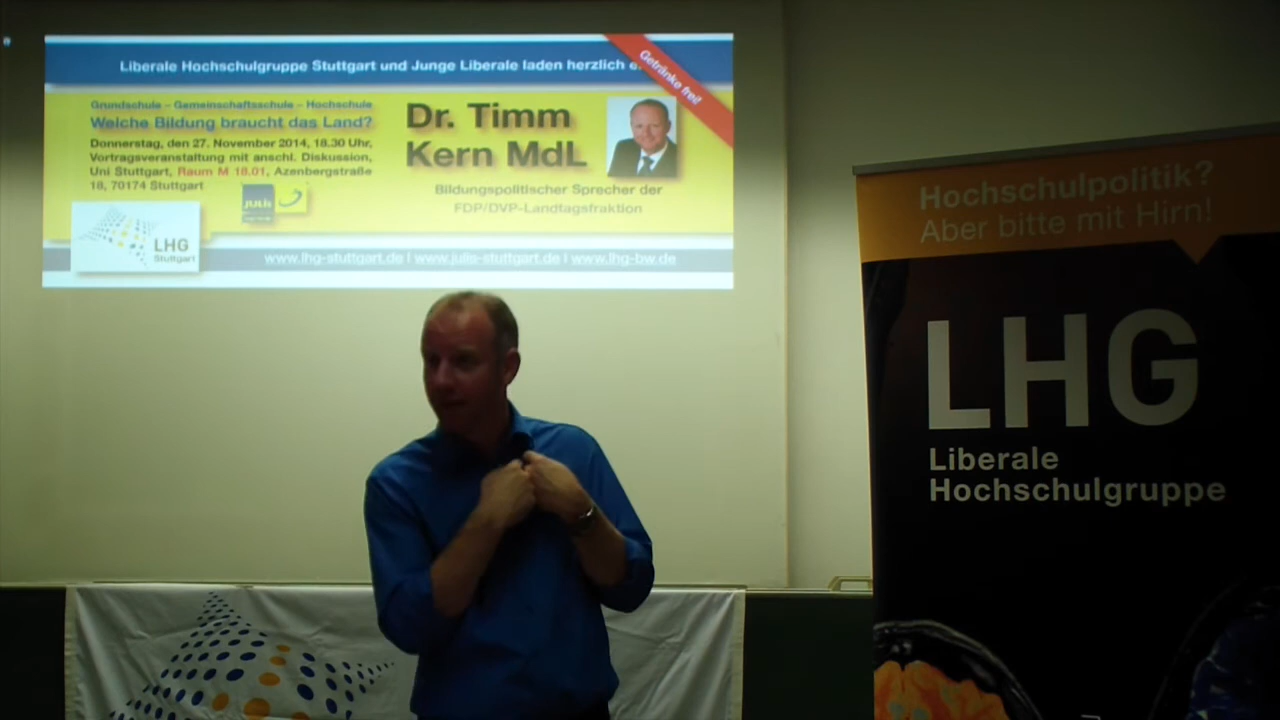 Liberale Hochschulgruppe Stuttgart und Junge Liberale laden herzlich
Getränke frei!
Grundschule – Gemeinschaftsschule – Hochschule
Welche Bildung braucht das Land?
Donnerstag, den 27. November 2014, 18.30 Uhr,
Vortragsveranstaltung mit anschl. Diskussion,
Uni Stuttgart, Raum M 18.01, Azenbergstraße
18, 70174 Stuttgart
Dr. Timm
Kern MdL
Bildungspolitischer Sprecher der
FDP/DVP-Landtagsfraktion
JULIS
LHG
Stuttgart
www.lhg-stuttgart.de | www.julis-stuttgart.de | www.lhg-bw.de
Hochschulpolitik?
Aber bitte mit Hirn!
LHG
Liberale
Hochschulgruppe